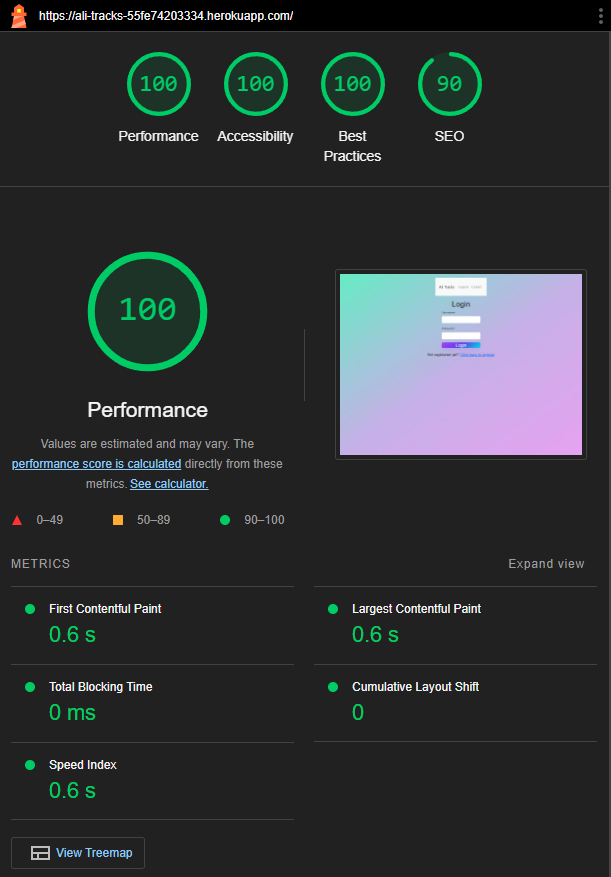 https://ali-tracks-55fe74203334.herokuapp.com/
100
100
100
90
Performance
Accessibility
Best
Practices
SEO
100
Performance
Values are estimated and may vary. The
performance score is calculated directly from these
metrics. See calculator.
0–49
50–89
90–100
Login
Login
METRICS
Expand view
First Contentful Paint
0.6 s
Largest Contentful Paint
0.6 s
Total Blocking Time
0 ms
Cumulative Layout Shift
0
Speed Index
0.6 s
View Treemap